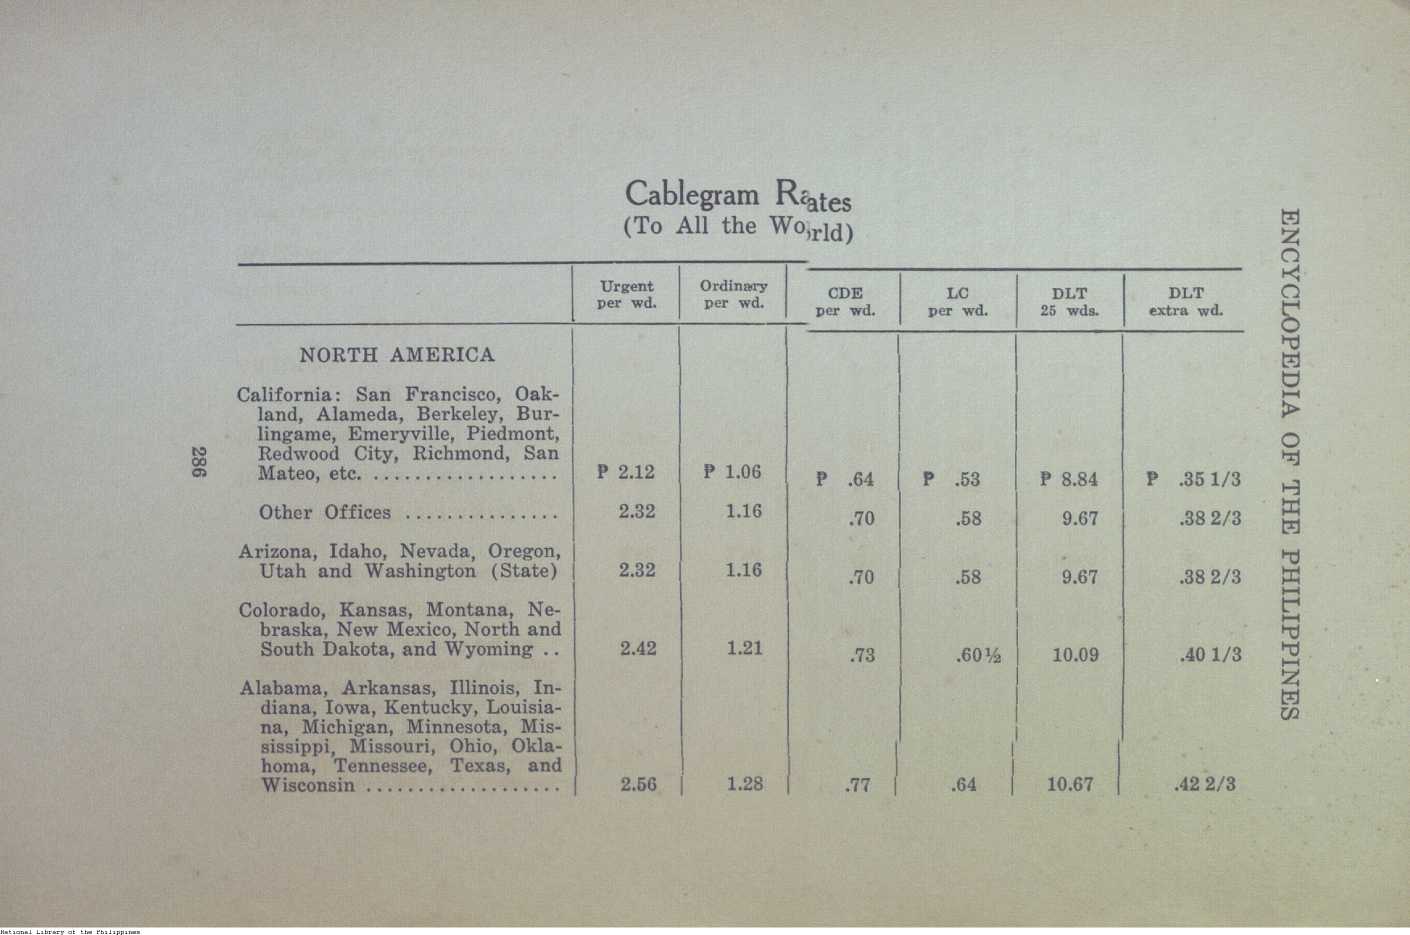 Cablegram Rates
(To All the World)
Urgent per wd. Ordinary per wd. CDE per wd. LC per wd. DLT 25 wds. DLT extra wd.
NORTH AMERICA
California: San Francisco, Oak-
land, Alameda, Berkeley, Bur-
lingame, Emeryville, Piedmont,
Redwood City, Richmond, San
Mateo, etc. .................. ₱ 2.12 ₱ 1.06 ₱ .64 ₱ .53 ₱ 8.84 ₱ .35 1/3
Other Offices ............... 2.32 1.16 .70 .58 9.67 .38 2/3
Arizona, Idaho, Nevada, Oregon,
Utah and Washington (State) 2.32 1.16 .70 .58 9.67 .38 2/3
Colorado, Kansas, Montana, Ne-
braska, New Mexico, North and
South Dakota, and Wyoming .. 2.42 1.21 .73 .60½ 10.09 .40 1/3
Alabama, Arkansas, Illinois, In-
diana, Iowa, Kentucky, Louisia-
na, Michigan, Minnesota, Mis-
sissippi, Missouri, Ohio, Okla-
homa, Tennessee, Texas, and
Wisconsin ................... 2.56 1.28 .77 .64 10.67 .42 2/3
286
ENCYCLOPEDIA OF THE PHILIPPINES
National Library of the Philippines